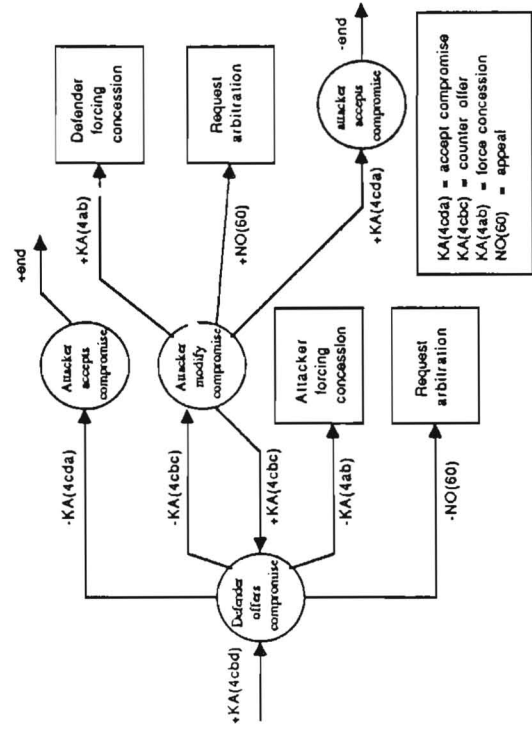 +KA(4cbd)
Defender
offers
compromise
-KA(4cda)
Attacker
accepts
compromise
+end
-KA(4cbc)
+KA(4cbc)
Attacker
modify
compromise
+KA(4ab)
Defender
forcing
concession
+NO(60)
Request
arbitration
+KA(4cda)
attacker
accepts
compromise
-end
-KA(4ab)
Attacker
forcing
concession
-NO(60)
Request
arbitration
KA(4cda) = accept compromise
KA(4cbc) = counter offer
KA(4ab) = force concession
NO(60) = appeal